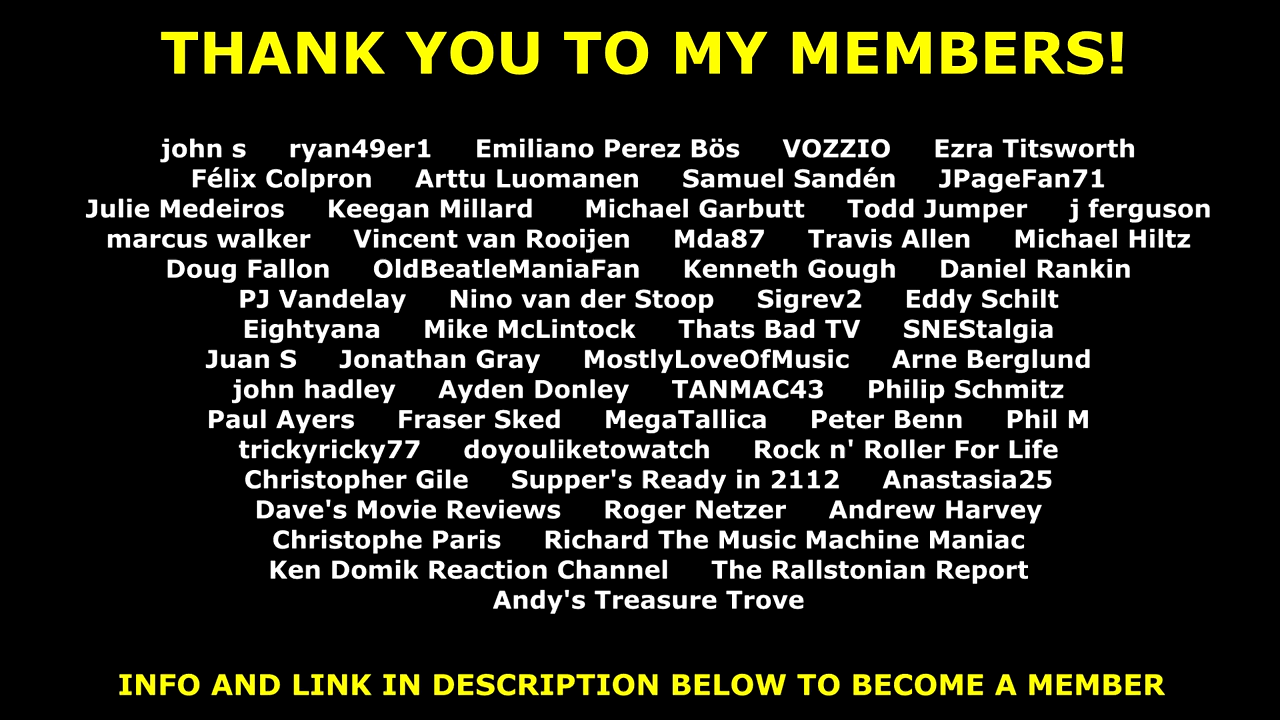 THANK YOU TO MY MEMBERS!
john s ryan49er1 Emiliano Perez Bös VOZZIO Ezra Titsworth
Félix Colpron Arttu Luomanen Samuel Sandén JPageFan71
Julie Medeiros Keegan Millard Michael Garbutt Todd Jumper j ferguson
marcus walker Vincent van Rooijen Mda87 Travis Allen Michael Hiltz
Doug Fallon OldBeatleManiaFan Kenneth Gough Daniel Rankin
PJ Vandelay Nino van der Stoop Sigrev2 Eddy Schilt
Eightyana Mike McLintock Thats Bad TV SNEStalgia
Juan S Jonathan Gray MostlyLoveOfMusic Arne Berglund
john hadley Ayden Donley TANMAC43 Philip Schmitz
Paul Ayers Fraser Sked MegaTallica Peter Benn Phil M
trickyricky77 doyouliketowatch Rock n' Roller For Life
Christopher Gile Supper's Ready in 2112 Anastasia25
Dave's Movie Reviews Roger Netzer Andrew Harvey
Christophe Paris Richard The Music Machine Maniac
Ken Domik Reaction Channel The Rallstonian Report
Andy's Treasure Trove
INFO AND LINK IN DESCRIPTION BELOW TO BECOME A MEMBER